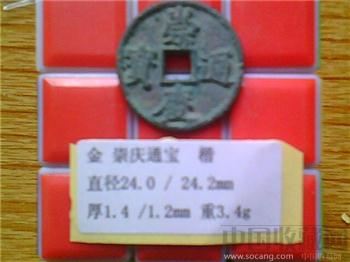 崇慶通寶
金 崇庆通宝 楷
直径24.0 / 24.2mm
厚1.4 /1.2mm 重3.4g
中国收藏网
www.socang.com